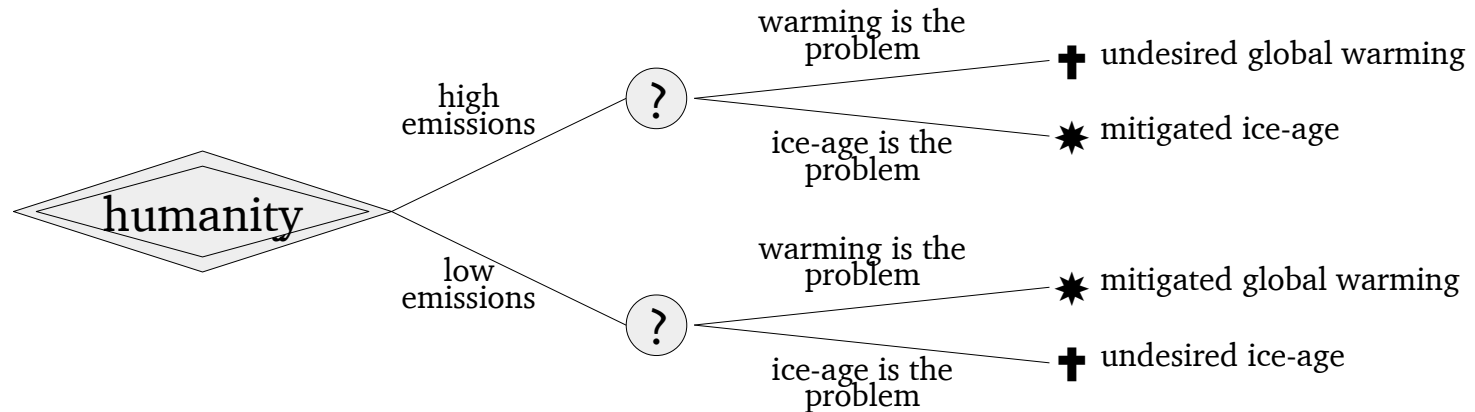 warming is the
problem
undesired global warming
high
emissions
?
ice-age is the
problem
mitigated ice-age
humanity
low
emissions
warming is the
problem
mitigated global warming
?
ice-age is the
problem
undesired ice-age